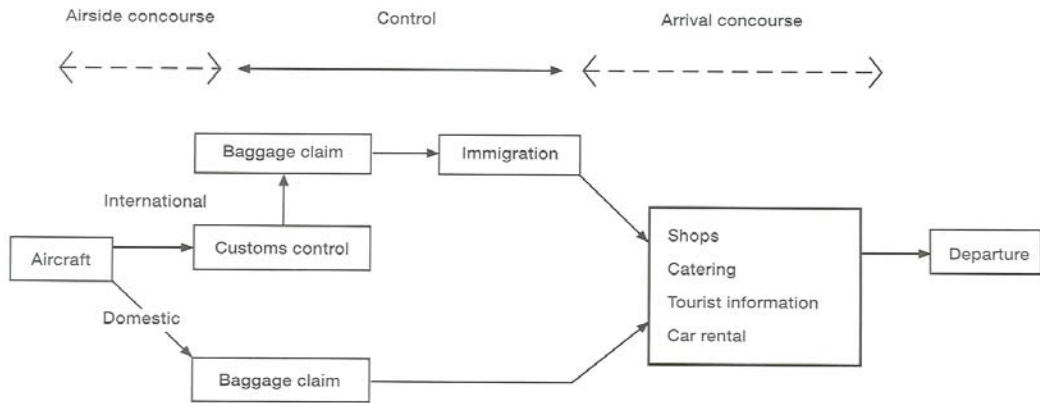 Airside concourse
Control
Arrival concourse
Baggage claim
Immigration
International
Customs control
Aircraft
Domestic
Baggage claim
Shops
Catering
Tourist information
Car rental
Departure